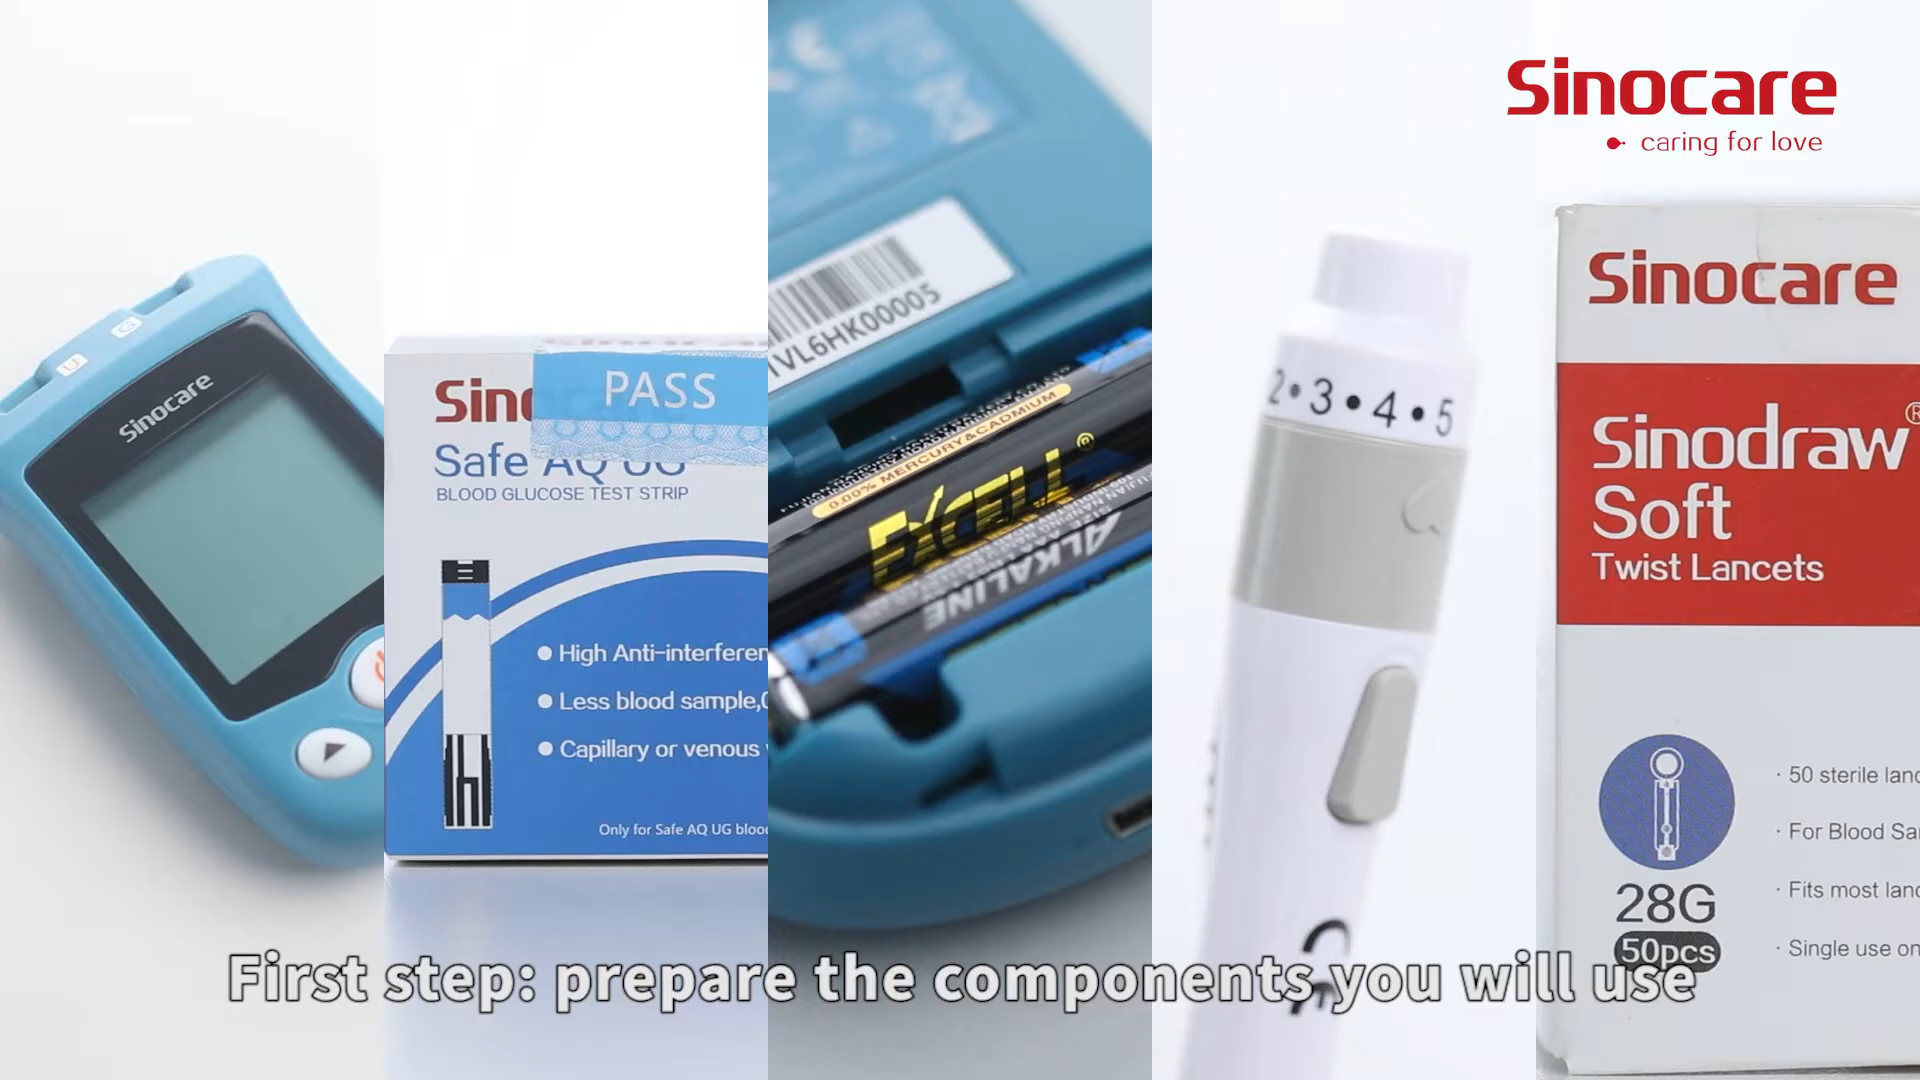 Sinocare
caring for love
U
G
Sinocare
PASS
Safe AQ UG
BLOOD GLUCOSE TEST STRIP
High Anti-interferen
Less blood sample,
Capillary or venous
Only for Safe AQ UG blood
1VL6HK00005
0.00% MERCURY&CADMIUM
EXCELL®
ALKALINE
2•3•4•5
Sinocare
Sinodraw®
Soft
Twist Lancets
28G
50pcs
· 50 sterile lanc
· For Blood Sa
· Fits most lanc
· Single use on
First step: prepare the components you will use